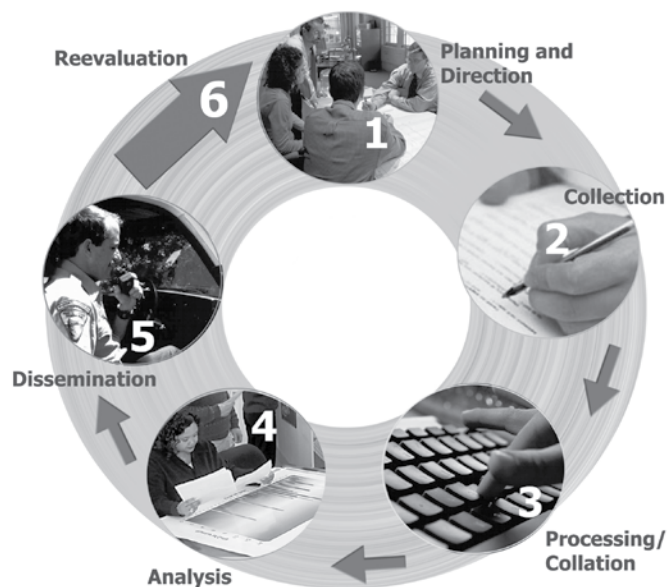 Planning and
Direction
1
Collection
2
3
Processing/
Collation
4
Analysis
5
Dissemination
Reevaluation
6